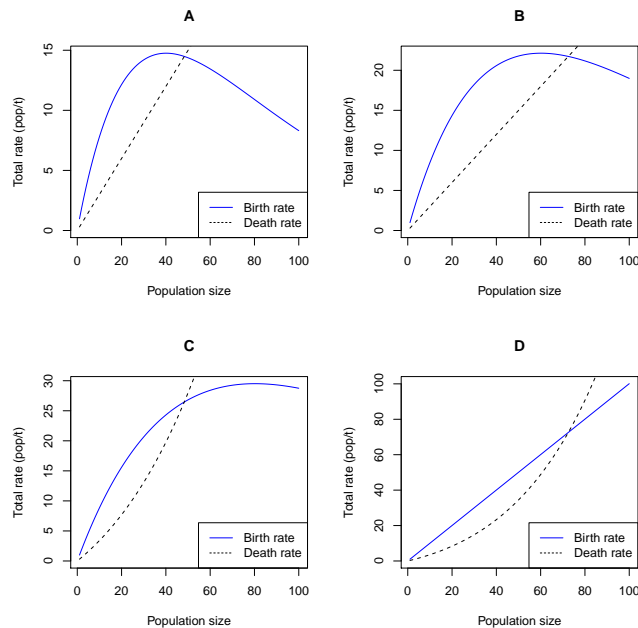 A
Total rate (pop/t)
15
10
5
0
Birth rate
Death rate
0 20 40 60 80 100
Population size
B
Total rate (pop/t)
20
15
10
5
0
Birth rate
Death rate
0 20 40 60 80 100
Population size
C
Total rate (pop/t)
30
25
20
15
10
5
0
Birth rate
Death rate
0 20 40 60 80 100
Population size
D
Total rate (pop/t)
100
80
60
40
20
0
Birth rate
Death rate
0 20 40 60 80 100
Population size